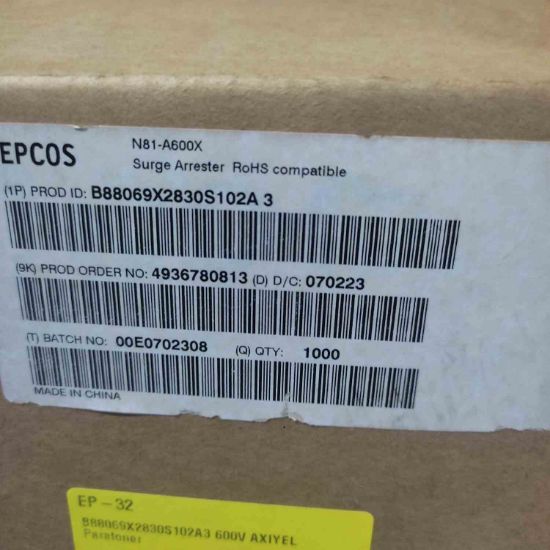 EPCOS
N81-A600X
Surge Arrester RoHS compatible
(1P) PROD ID: B88069X2830S102A 3
(9K) PROD ORDER NO: 4936780813 (D) D/C: 070223
(T) BATCH NO: 00E0702308 (Q) QTY: 1000
MADE IN CHINA
EP - 32
B88069X2830S102A3 600V AXIYEL
Paratoner